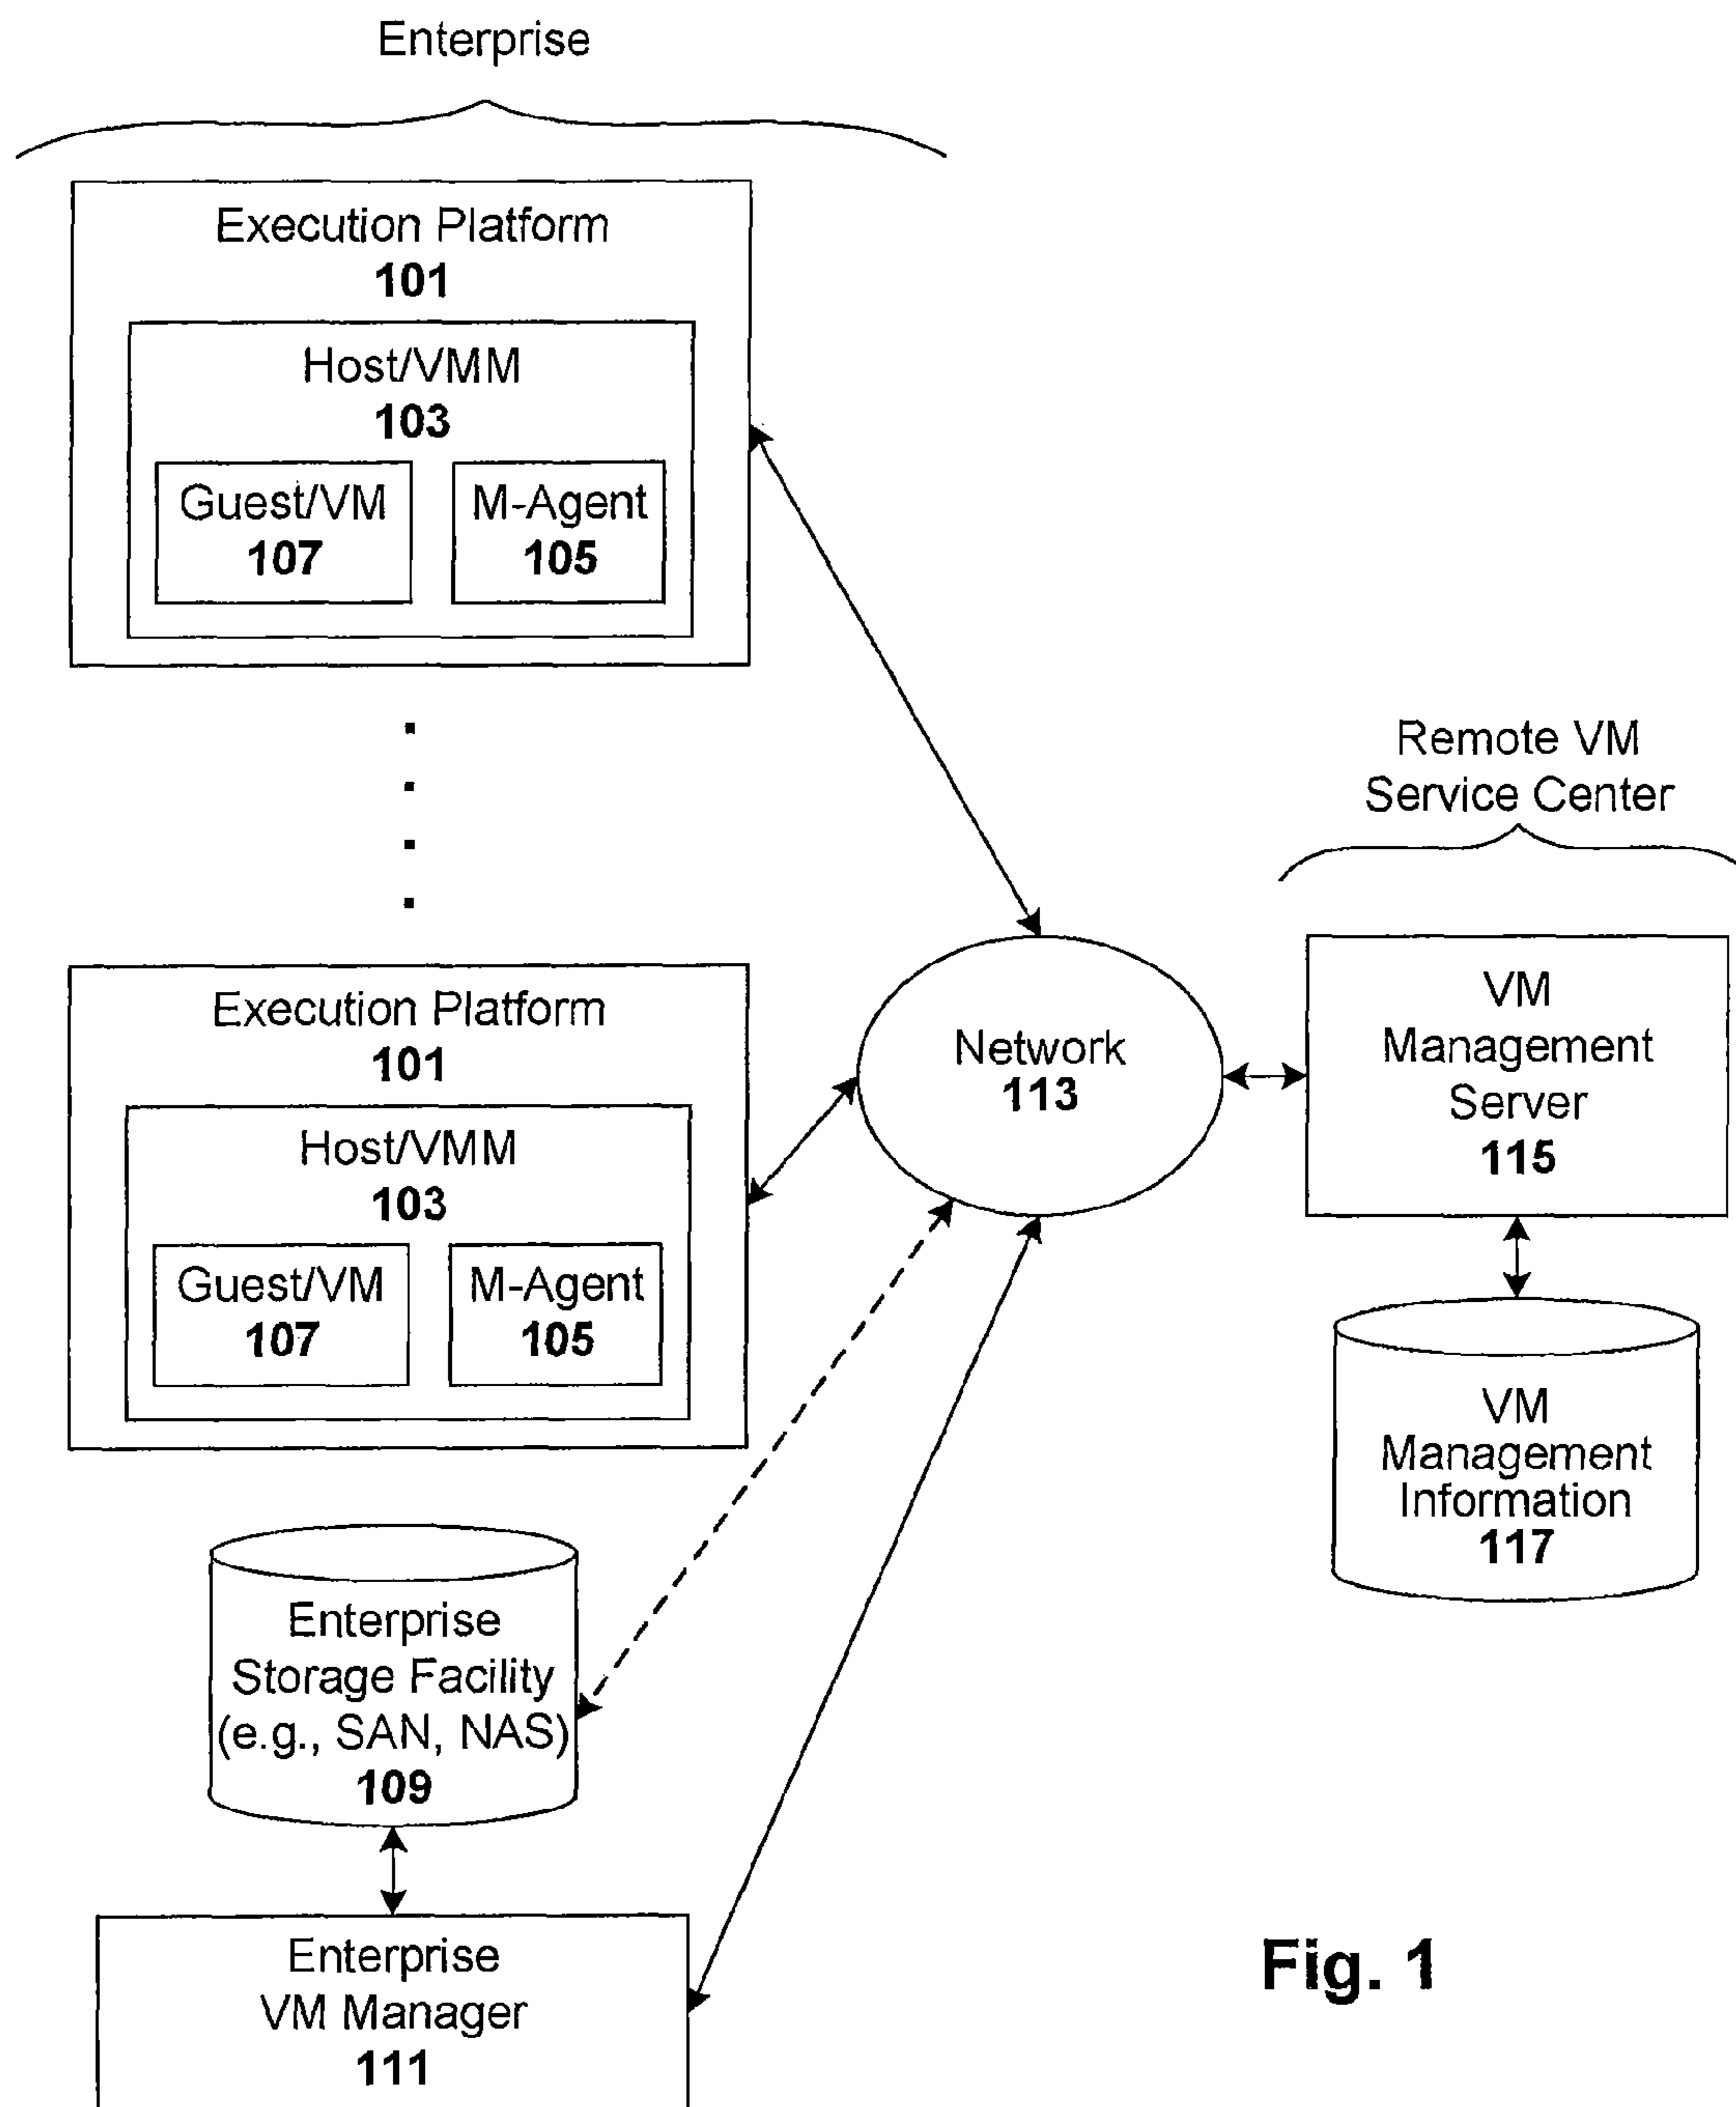 Enterprise
Execution Platform
101
Host/VMM
103
Guest/VM
107
M-Agent
105
Execution Platform
101
Host/VMM
103
Guest/VM
107
M-Agent
105
Enterprise
Storage Facility
(e.g., SAN, NAS)
109
Enterprise
VM Manager
111
Network
113
Remote VM
Service Center
VM
Management
Server
115
VM
Management
Information
117
Fig. 1